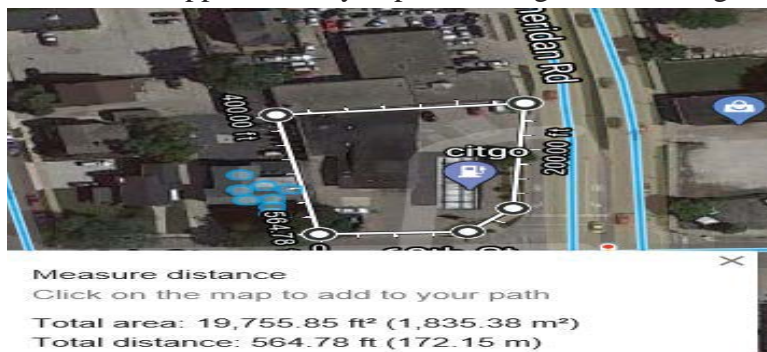 eridan Rd
400.00 ft
citgo
200.00 ft
564.78
Measure distance
Click on the map to add to your path
Total area: 19,755.85 ft² (1,835.38 m²)
Total distance: 564.78 ft (172.15 m)